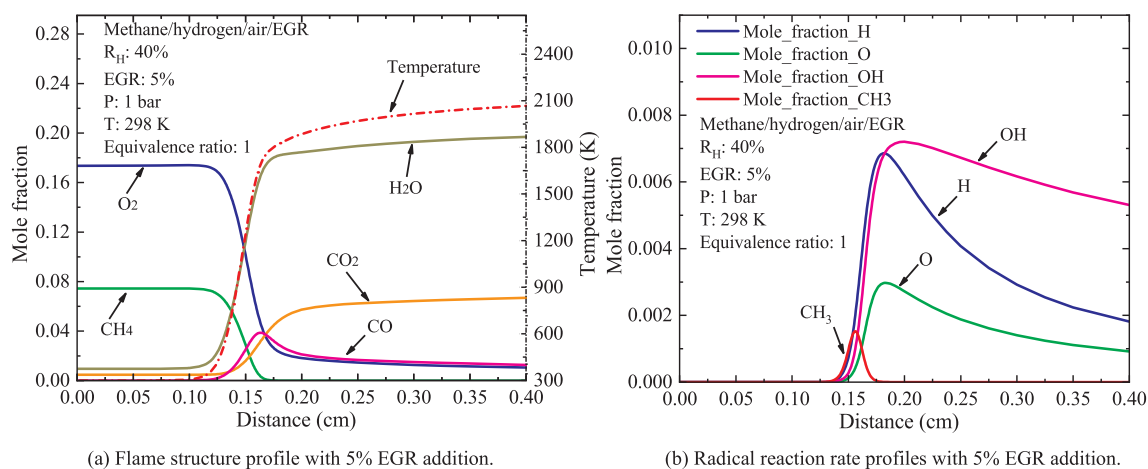 Methane/hydrogen/air/EGR
R_H: 40%
EGR: 5%
P: 1 bar
T: 298 K
Equivalence ratio: 1
Temperature
H2O
O2
CO2
CH4
CO
0.28
0.24
0.20
0.16
0.12
0.08
0.04
0.00
Mole fraction
2400
2100
1800
1500
1200
900
600
300
Temperature (K)
0.00 0.05 0.10 0.15 0.20 0.25 0.30 0.35 0.40
Distance (cm)
(a) Flame structure profile with 5% EGR addition.
Mole_fraction_H
Mole_fraction_O
Mole_fraction_OH
Mole_fraction_CH3
Methane/hydrogen/air/EGR
R_H: 40%
EGR: 5%
P: 1 bar
T: 298 K
Equivalence ratio: 1
OH
H
O
CH3
0.010
0.008
0.006
0.004
0.002
0.000
Mole fraction
0.00 0.05 0.10 0.15 0.20 0.25 0.30 0.35 0.40
Distance (cm)
(b) Radical reaction rate profiles with 5% EGR addition.